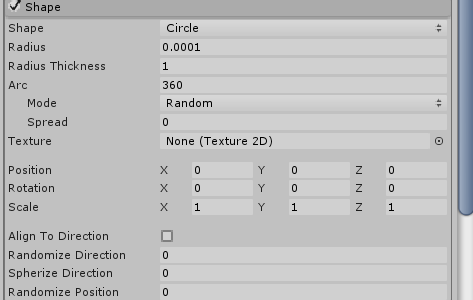 Shape
Shape Circle
Radius 0.0001
Radius Thickness 1
Arc 360
Mode Random
Spread 0
Texture None (Texture 2D)
Position X 0 Y 0 Z 0
Rotation X 0 Y 0 Z 0
Scale X 1 Y 1 Z 1
Align To Direction
Randomize Direction 0
Spherize Direction 0
Randomize Position 0